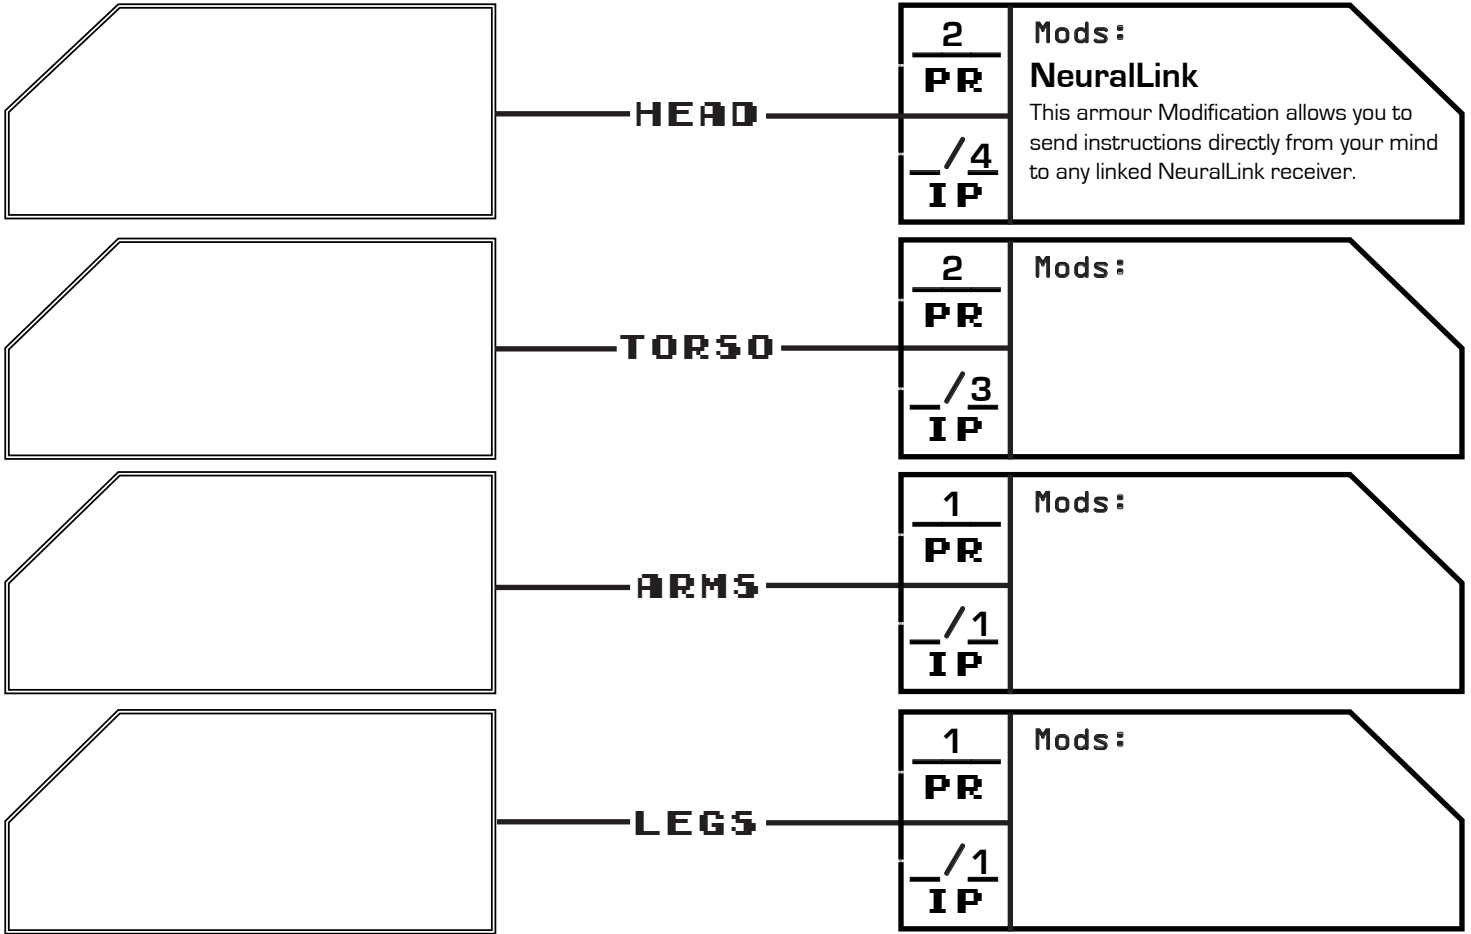 HEAD
2
PR
_/4
IP
Mods:
NeuralLink
This armour Modification allows you to
send instructions directly from your mind
to any linked NeuralLink receiver.
TORSO
2
PR
_/3
IP
Mods:
ARMS
1
PR
_/1
IP
Mods:
LEGS
1
PR
_/1
IP
Mods: